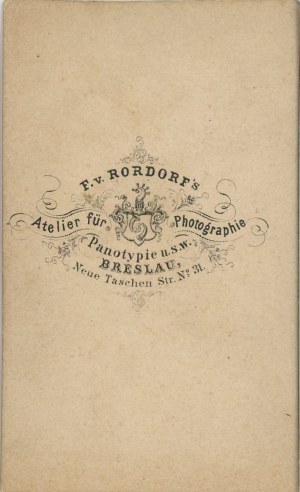 F. v. RORDORF's
Atelier für Photographie
Panotypie u.s.w.
BRESLAU,
Neue Taschen Str. No. 31.